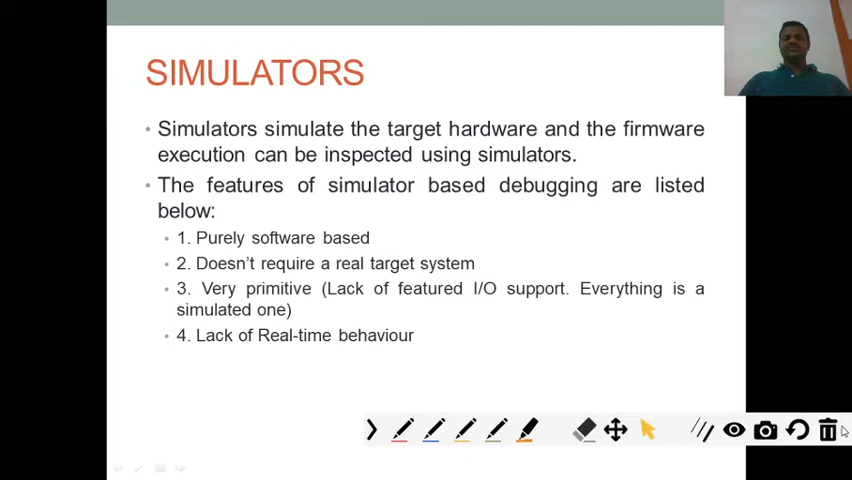 SIMULATORS
• Simulators simulate the target hardware and the firmware
execution can be inspected using simulators.
• The features of simulator based debugging are listed
below:
• 1. Purely software based
• 2. Doesn't require a real target system
• 3. Very primitive (Lack of featured I/O support. Everything is a
simulated one)
• 4. Lack of Real-time behaviour